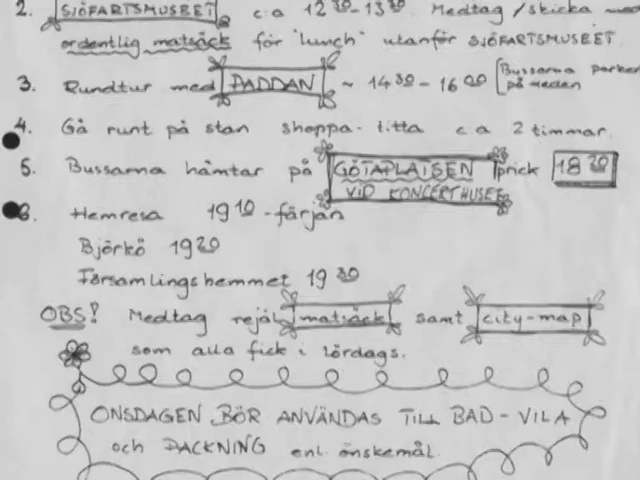 2. SJÖFARTSMUSEET c:a 12 30-13 30. Medtag / skicka med
ordentlig matsäck för "lunch" utanför SJÖFARTSMUSEET
3. Rundtur med PADDAN ~ 14 30 - 16 00 [Bussarna parker
på Heden
4. Gå runt på stan shoppa - titta c a 2 timmar.
5. Bussarna hämtar på GÖTAPLATSEN prick 18 20
VID KONCERTHUSET
6. Hemresa 19 10 - färjan
Björkö 19 20
Församlingshemmet 19 30
OBS! Medtag rejäl matsäck samt city-map
som alla fick i lördags.
ONSDAGEN BÖR ANVÄNDAS TILL BAD - VILA
och PACKNING enl. önskemål.